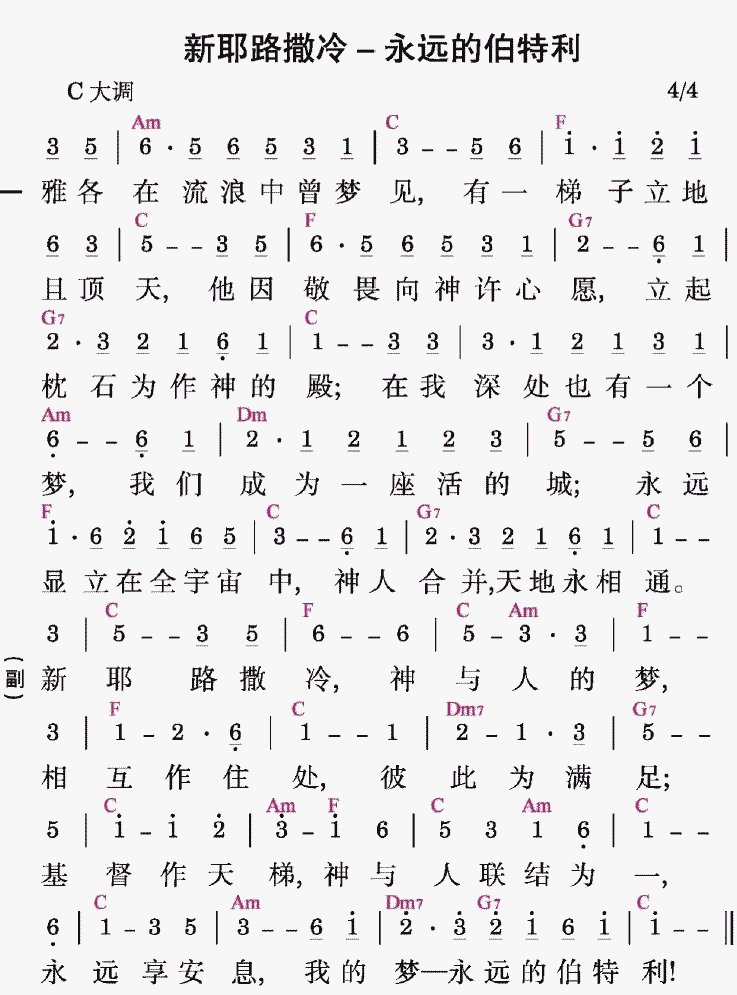 新耶路撒冷 – 永远的伯特利
C 大调 4/4
Am C F
3 5 | 6 · 5 6 5 3 1 | 3 - - 5 6 | i · i 2̇ i
一 雅各 在 流浪中曾梦 见, 有一 梯 子立地
C F G7
6 3 | 5 - - 3 5 | 6 · 5 6 5 3 1 | 2 - - 6̣ 1 |
且顶 天, 他因 敬 畏向神许心 愿, 立起
G7 C
2 · 3 2 1 6̣ 1 | 1 - - 3 3 | 3 · 1 2 1 3 1 |
枕 石为作神的 殿; 在我 深 处也有一个
Am Dm G7
6̣ - - 6̣ 1 | 2 · 1 2 1 2 3 | 5 - - 5 6 |
梦, 我们 成 为一座活的 城; 永远
F C G7 C
i · 6 2̇ i 6 5 | 3 - - 6̣ 1 | 2 · 3 2 1 6̣ 1 | 1 - -
显 立在全宇宙 中, 神人 合 并,天地永相 通。
C F C Am F
3 | 5 - - 3 5 | 6 - - 6 | 5 - 3 · 3 | 1 - -
(副) 新 耶 路撒 冷, 神 与 人 的 梦,
F C Dm7 G7
3 | 1 - 2 · 6̣ | 1 - - 1 | 2 - 1 · 3 | 5 - -
相 互 作 住 处, 彼 此 为 满 足;
C Am F C Am C
5 | i - i 2̇ | 3̇ - i 6 | 5 3 1 6̣ | 1 - -
基 督 作 天 梯, 神 与 人 联 结 为 一,
C Am Dm7 G7 C
6̣ | 1 - 3 5 | 3 - - 6 i | 2̇ · 3̇ 2̇ i 6 i | i - - ||
永 远 享 安 息, 我 的 梦—永 远 的 伯 特 利!